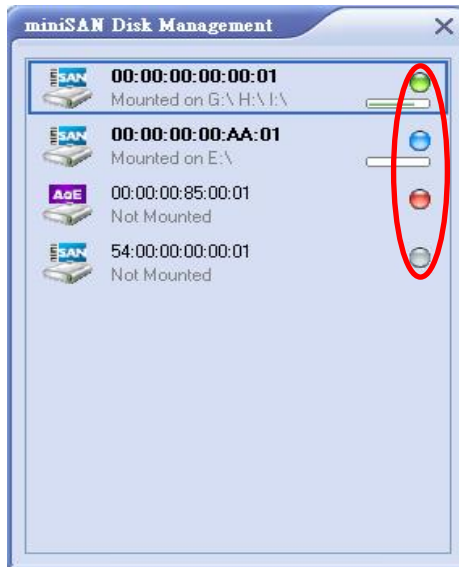 miniSAN Disk Management
SAN
00:00:00:00:00:01
Mounted on G:\ H:\ I:\
SAN
00:00:00:00:AA:01
Mounted on E:\
AoE
00:00:00:85:00:01
Not Mounted
SAN
54:00:00:00:00:01
Not Mounted